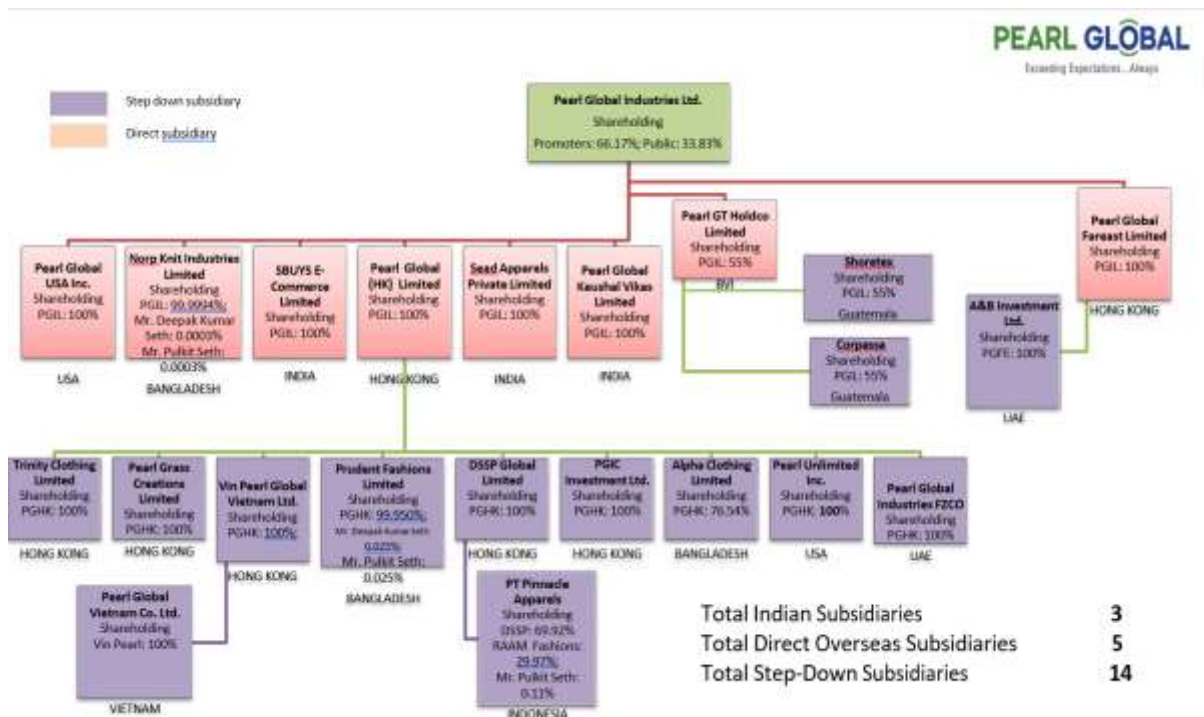 PEARL GLOBAL
Exceeding Expectations...Always
Step down subsidiary
Direct subsidiary
Pearl Global Industries Ltd.
Shareholding
Promoters: 66.17%; Public: 33.83%
Pearl Global
USA Inc.
Shareholding
PGIL: 100%
USA
Norp Knit Industries
Limited
Shareholding
PGIL: 99.9994%;
Mr. Deepak Kumar
Seth: 0.0003%
Mr. Pulkit Seth:
0.0003%
BANGLADESH
SBUYS E-
Commerce
Limited
Shareholding
PGIL: 100%
INDIA
Pearl Global
(HK) Limited
Shareholding
PGIL: 100%
HONG KONG
Sead Apparels
Private Limited
Shareholding
PGIL: 100%
INDIA
Pearl Global
Kaushal Vikas
Limited
Shareholding
PGIL: 100%
INDIA
Pearl GT Holdco
Limited
Shareholding
PGIL: 55%
BVI
Shoretex
Shareholding
PGIL: 55%
Guatemala
Corpassa
Shareholding
PGIL: 55%
Guatemala
Pearl Global
Fareast Limited
Shareholding
PGIL: 100%
HONG KONG
A&B Investment
Ltd.
Shareholding
PGFE: 100%
UAE
Trinity Clothing
Limited
Shareholding
PGHK: 100%
HONG KONG
Pearl Grass
Creations
Limited
Shareholding
PGHK: 100%
HONG KONG
Vin Pearl Global
Vietnam Ltd.
Shareholding
PGHK: 100%;
HONG KONG
Prudent Fashions
Limited
Shareholding
PGHK: 99.950%;
Mr. Deepak Kumar Seth:
0.025%
Mr. Pulkit Seth:
0.025%
BANGLADESH
DSSP Global
Limited
Shareholding
PGHK: 100%
HONG KONG
PGIC
Investment Ltd.
Shareholding
PGHK: 100%
HONG KONG
Alpha Clothing
Limited
Shareholding
PGHK: 76.54%
BANGLADESH
Pearl Unlimited
Inc.
Shareholding
PGHK: 100%
USA
Pearl Global
Industries FZCO
Shareholding
PGHK: 100%
UAE
Pearl Global
Vietnam Co. Ltd.
Shareholding
Vin Pearl: 100%
VIETNAM
PT Pinnacle
Apparels
Shareholding
DSSP: 69.92%
RAAM Fashions:
29.97%;
Mr. Pulkit Seth:
0.11%
INDONESIA
Total Indian Subsidiaries 3
Total Direct Overseas Subsidiaries 5
Total Step-Down Subsidiaries 14